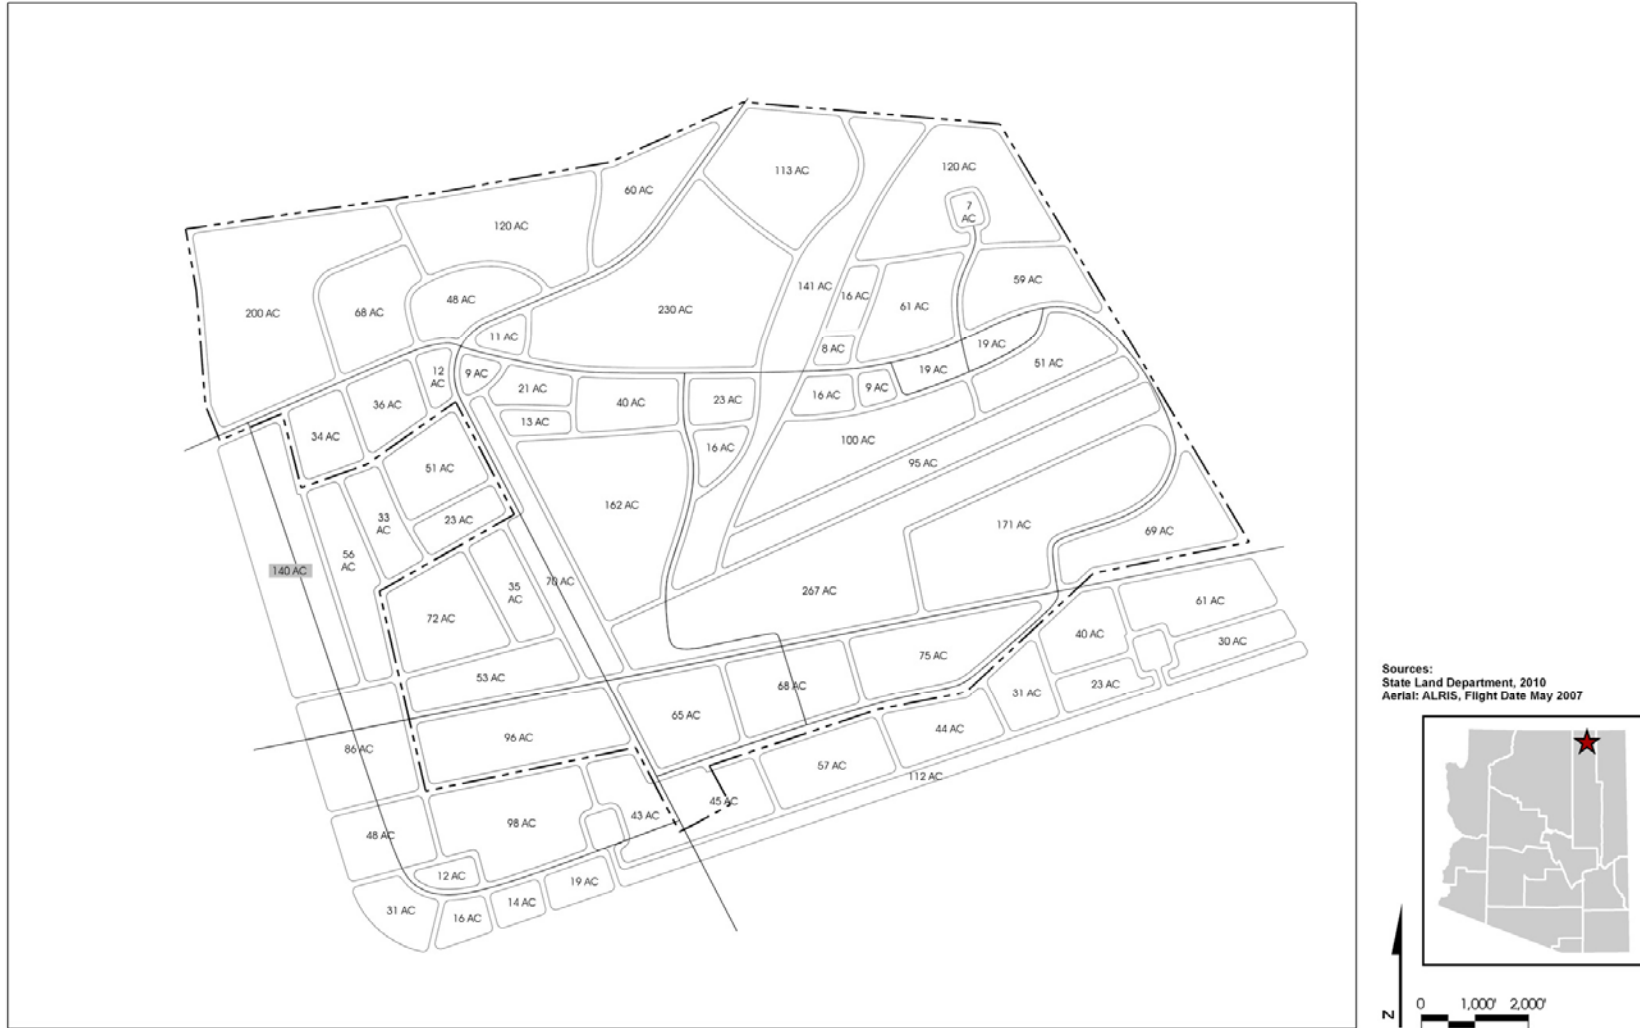 60 AC
113 AC
120 AC
7
AC
120 AC
59 AC
200 AC
68 AC
48 AC
230 AC
141 AC
16 AC
61 AC
11 AC
8 AC
19 AC
51 AC
12
AC
9 AC
21 AC
40 AC
23 AC
16 AC
9 AC
19 AC
36 AC
13 AC
34 AC
16 AC
100 AC
51 AC
95 AC
162 AC
33
AC
23 AC
171 AC
69 AC
56
AC
140 AC
70 AC
35
AC
267 AC
72 AC
61 AC
40 AC
30 AC
75 AC
53 AC
68 AC
31 AC
23 AC
65 AC
96 AC
44 AC
86 AC
57 AC
112 AC
45 AC
98 AC
43 AC
48 AC
12 AC
19 AC
31 AC
16 AC
14 AC
Sources:
State Land Department, 2010
Aerial: ALRIS, Flight Date May 2007
N
0 1,000' 2,000'